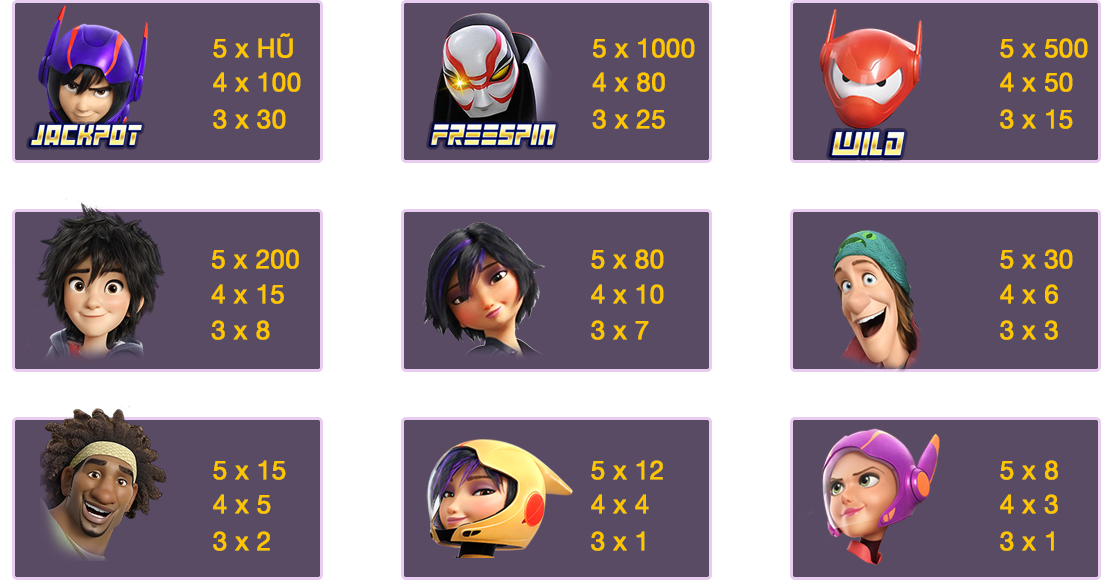 5 x HŨ
4 x 100
3 x 30
JACKPOT
5 x 1000
4 x 80
3 x 25
FREESPIN
5 x 500
4 x 50
3 x 15
WILD
5 x 200
4 x 15
3 x 8
5 x 80
4 x 10
3 x 7
5 x 30
4 x 6
3 x 3
5 x 15
4 x 5
3 x 2
5 x 12
4 x 4
3 x 1
5 x 8
4 x 3
3 x 1